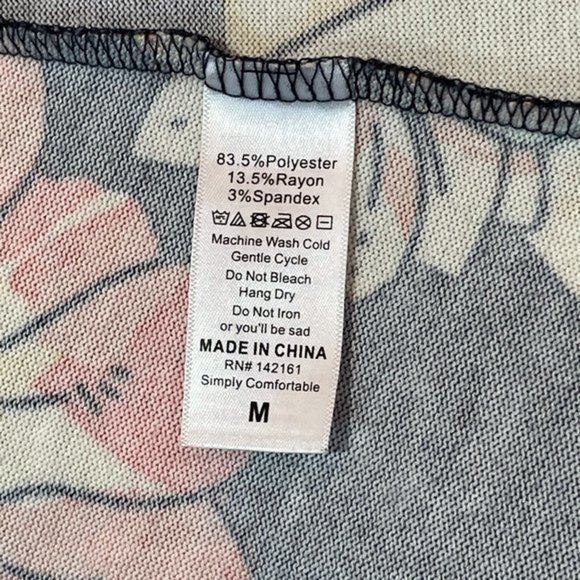 83.5%Polyester
13.5%Rayon
3%Spandex
Machine Wash Cold
Gentle Cycle
Do Not Bleach
Hang Dry
Do Not Iron
or you'll be sad
MADE IN CHINA
RN# 142161
Simply Comfortable
M